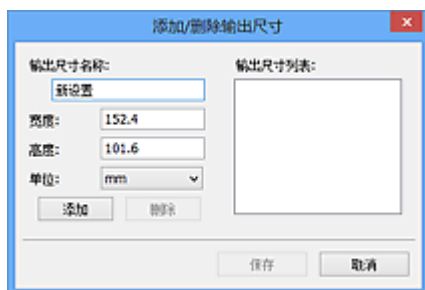 添加/删除输出尺寸
输出尺寸名称:
输出尺寸列表:
新设置
宽度: 152.4
高度: 101.6
单位: mm
添加 删除
保存 取消